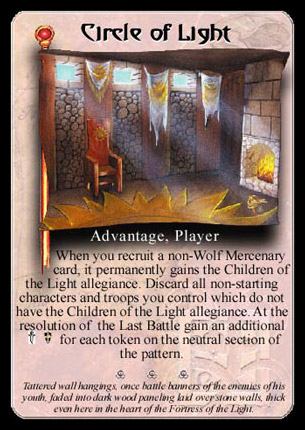 Circle of Light
Advantage, Player
When you recruit a non-Wolf Mercenary
card, it permanently gains the Children of
the Light allegiance. Discard all non-starting
characters and troops you control which do not
have the Children of the Light allegiance. At the
resolution of the Last Battle gain an additional
for each token on the neutral section of
the pattern.
Tattered wall hangings, once battle banners of the enemies of his
youth, faded into dark wood paneling laid over stone walls, thick
even here in the heart of the Fortress of the Light.